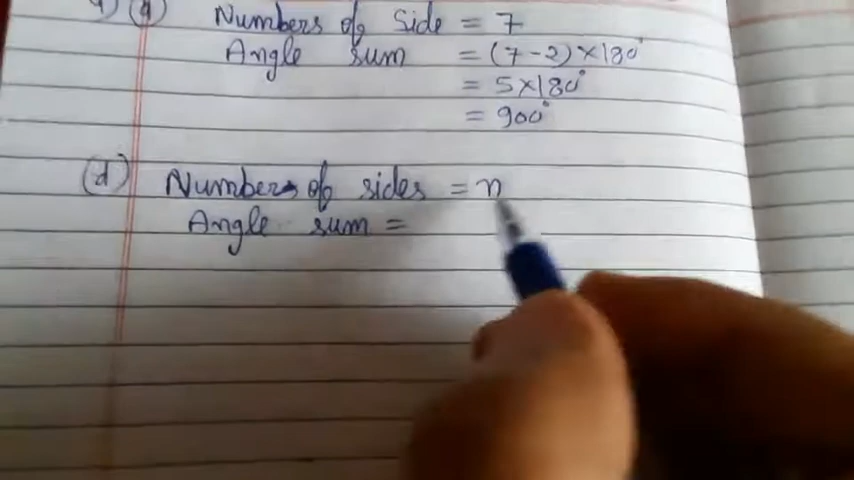 (a) Numbers of Side = 7
Angle sum = (7-2)×180°
= 5×180°
= 900°
(d) Numbers of sides = n
Angle sum =